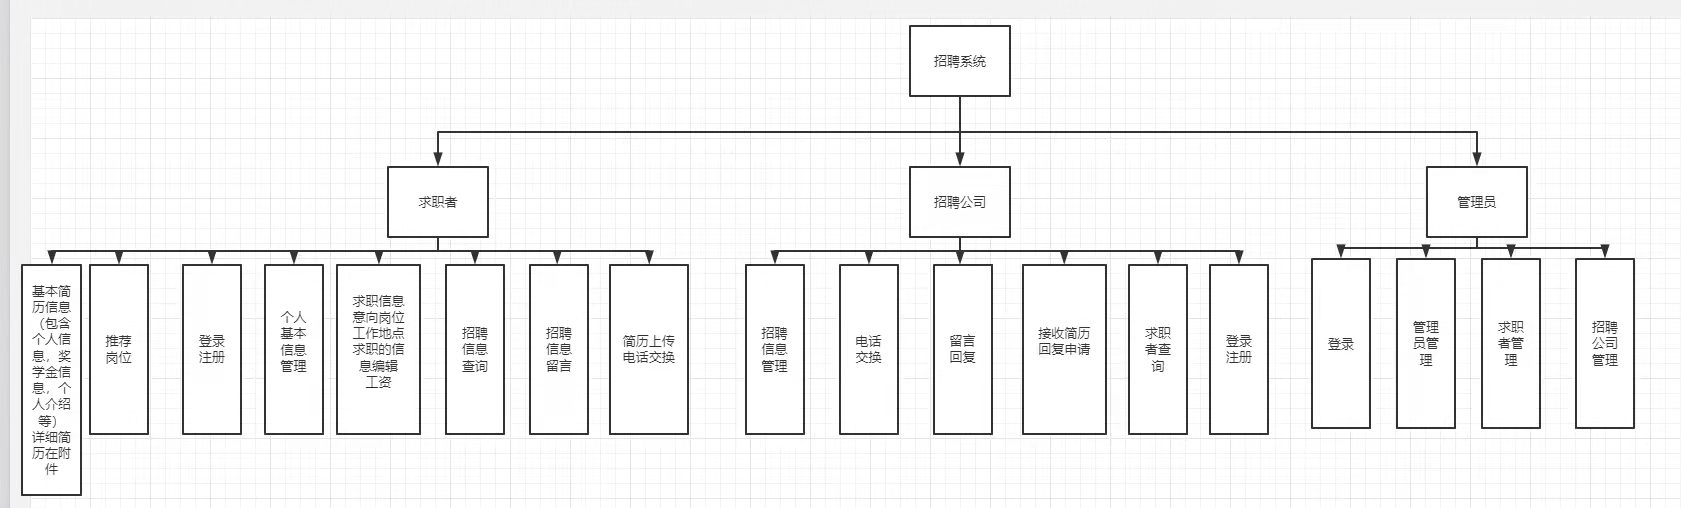 招聘系统
求职者
招聘公司
管理员
基本简
历信息
（包含
个人信
息，奖
学金信
息，个
人介绍
等）
详细简
历在附
件
推荐
岗位
登录
注册
个人
基本
信息
管理
求职信息
意向岗位
工作地点
求职的信
息编辑
工资
招聘
信息
查询
招聘
信息
留言
简历上传
电话交换
招聘
信息
管理
电话
交换
留言
回复
接收简历
回复申请
求职
者查
询
登录
注册
登录
管理
员管
理
求职
者管
理
招聘
公司
管理